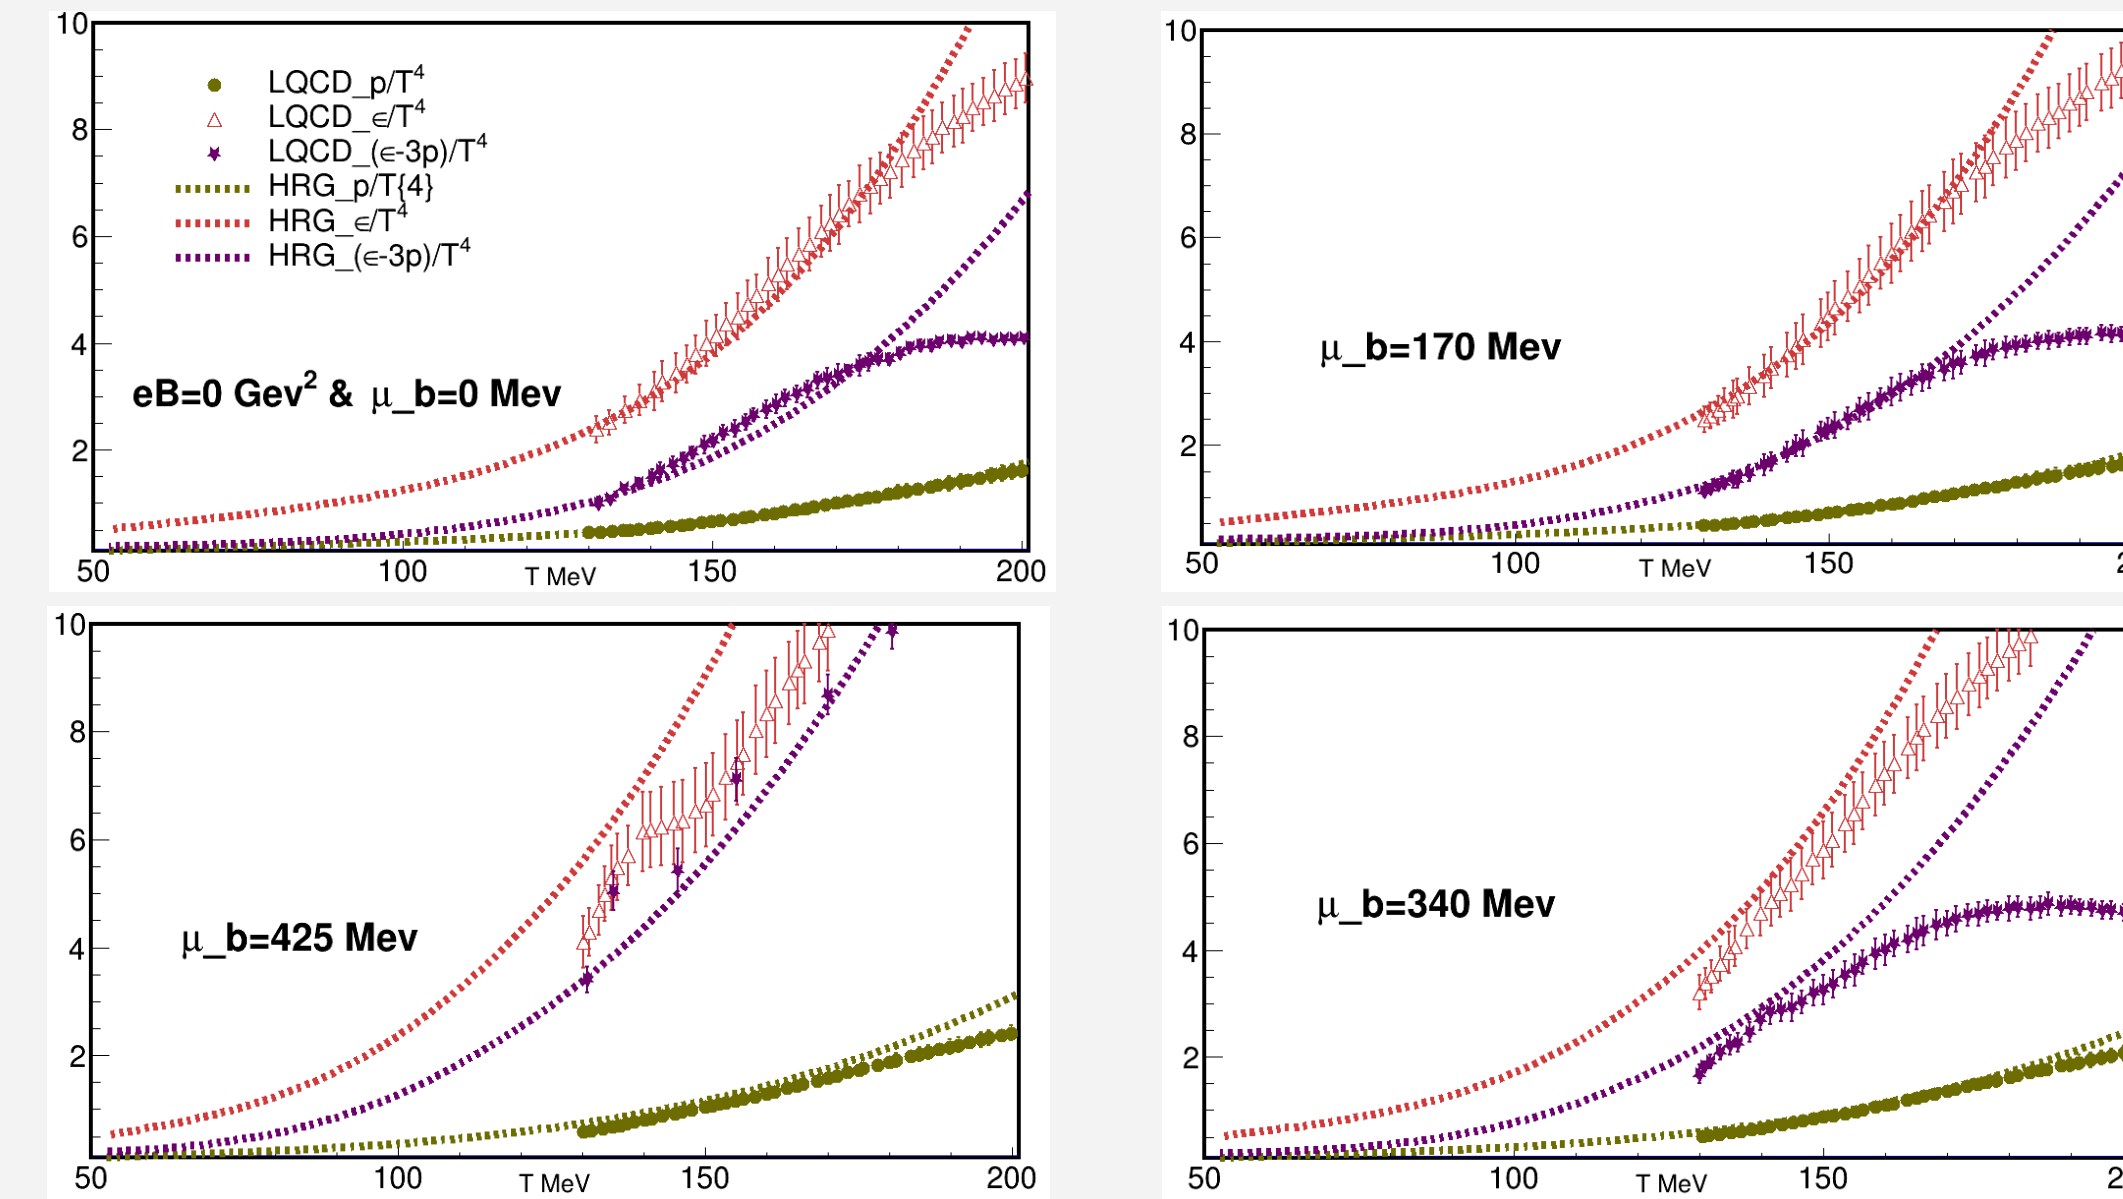 10
8
6
4
2
50
100
150
200
T MeV
LQCD_p/T⁴
LQCD_∈/T⁴
LQCD_(∈-3p)/T⁴
HRG_p/T{4}
HRG_∈/T⁴
HRG_(∈-3p)/T⁴
eB=0 Gev² & μ_b=0 Mev
10
8
6
4
2
50
100
150
2
T MeV
μ_b=170 Mev
10
8
6
4
2
50
100
150
200
T MeV
μ_b=425 Mev
10
8
6
4
2
50
100
150
2
T MeV
μ_b=340 Mev